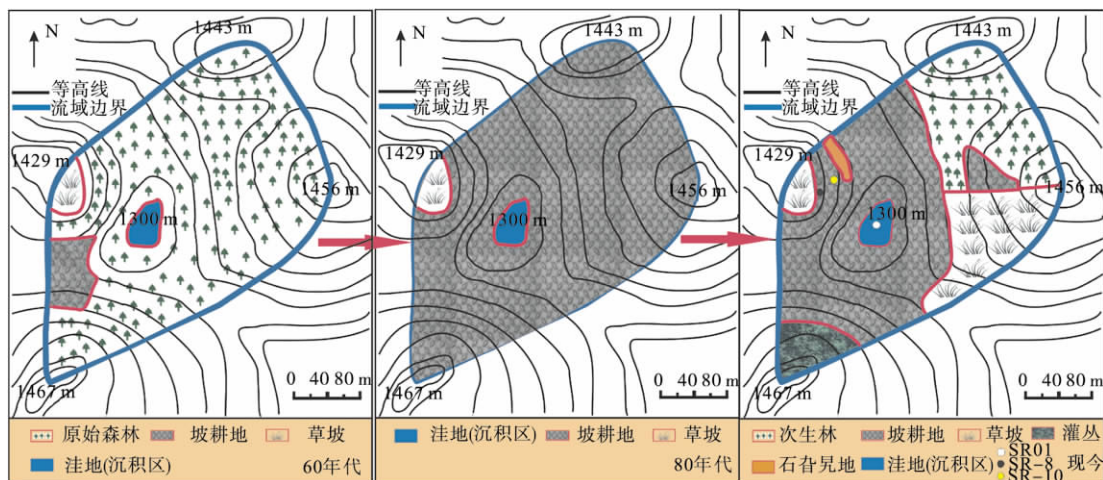 1443 m
N
等高线
流域边界
1429 m
1456 m
1300 m
1467 m
0 40 80 m
原始森林 坡耕地 草坡
洼地(沉积区) 60年代
1443 m
N
等高线
流域边界
1429 m
1456 m
1300 m
1467 m
0 40 80 m
洼地(沉积区) 坡耕地 草坡
80年代
1443 m
N
等高线
流域边界
1429 m
1456 m
1300 m
1467 m
0 40 80 m
次生林 坡耕地 草坡 灌丛
石旮旯地 洼地(沉积区) SR01
SR-8 现今
SR-10